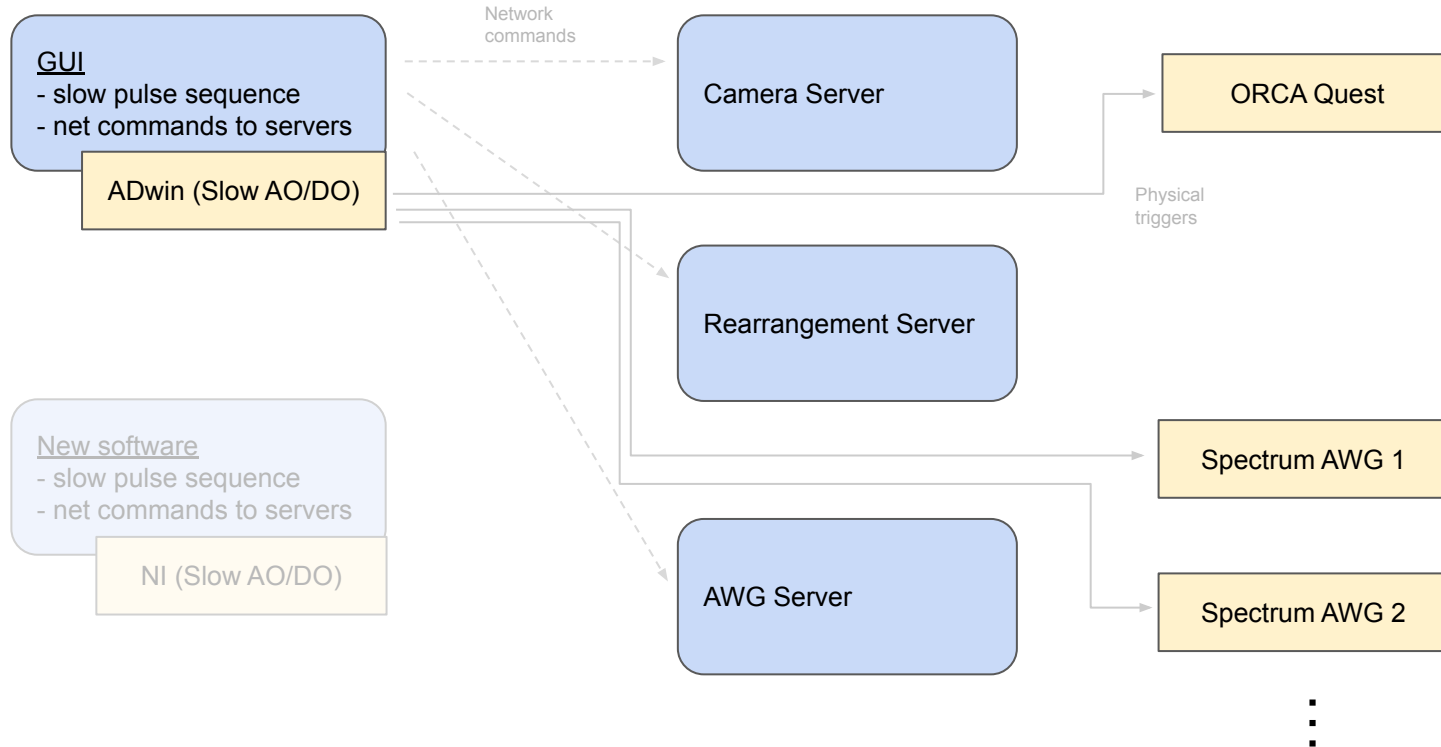 Network
commands
GUI
- slow pulse sequence
- net commands to servers
ADwin (Slow AO/DO)
Camera Server
ORCA Quest
Physical
triggers
Rearrangement Server
New software
- slow pulse sequence
- net commands to servers
NI (Slow AO/DO)
Spectrum AWG 1
AWG Server
Spectrum AWG 2